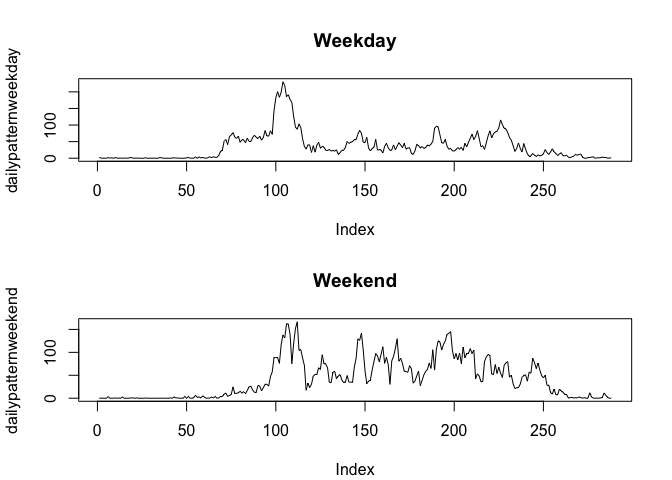 Weekday
dailypatternweekday
0 100
0 50 100 150 200 250
Index
Weekend
dailypatternweekend
0 100
0 50 100 150 200 250
Index